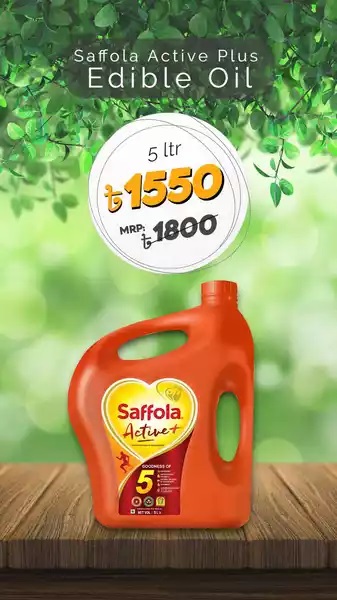 Saffola Active Plus
Edible Oil
5 ltr
৳1550
MRP: ৳1800
Saffola
Active+
GOODNESS OF
5